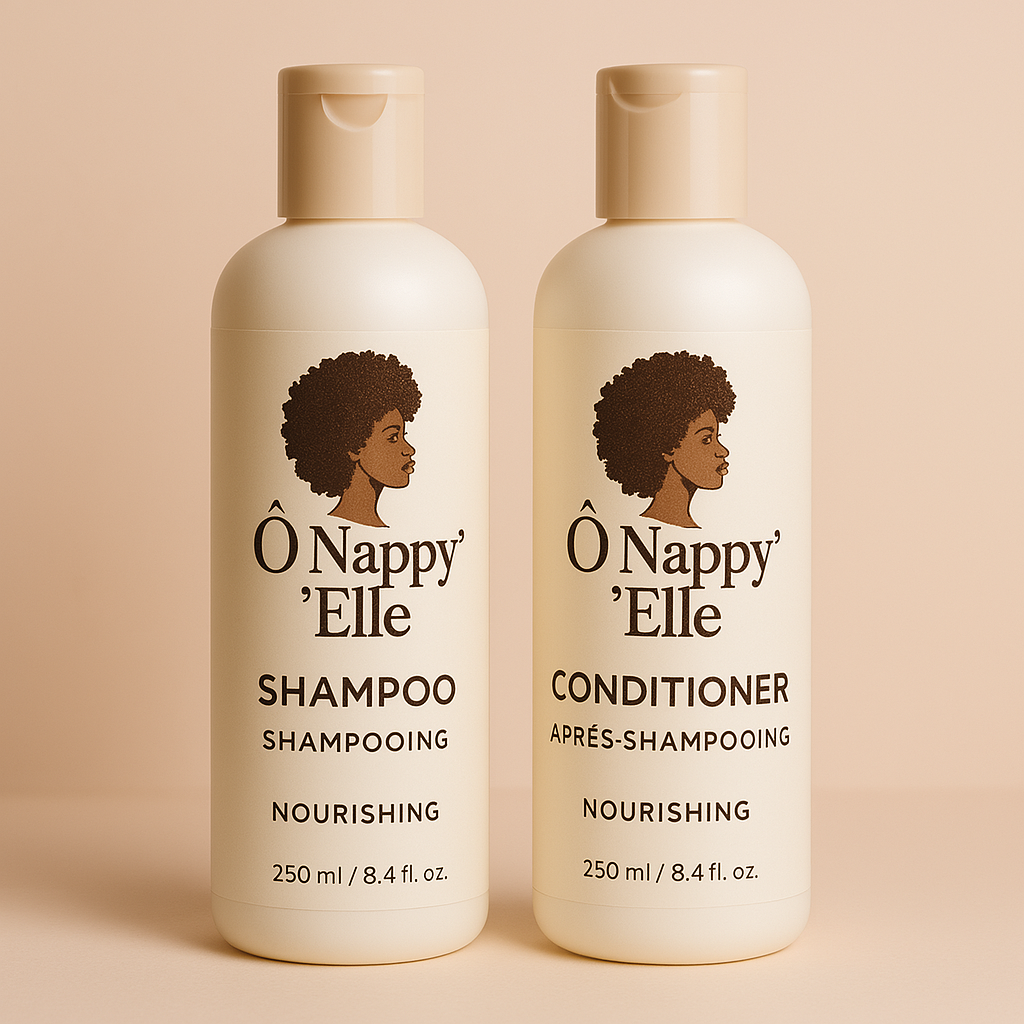 Ô Nappy’
’Elle
SHAMPOO
SHAMPOOING
NOURISHING
250 ml / 8.4 fl. oz.
Ô Nappy’
’Elle
CONDITIONER
APRÉS-SHAMPOOING
NOURISHING
250 ml / 8.4 fl. oz.